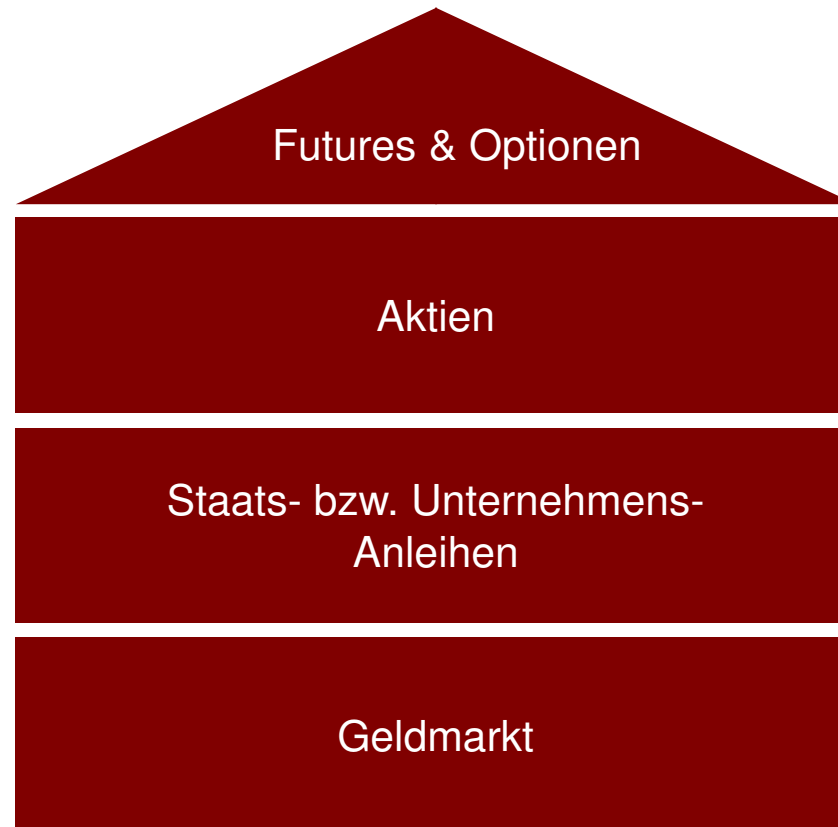 Futures & Optionen
Aktien
Staats- bzw. Unternehmens-
Anleihen
Geldmarkt